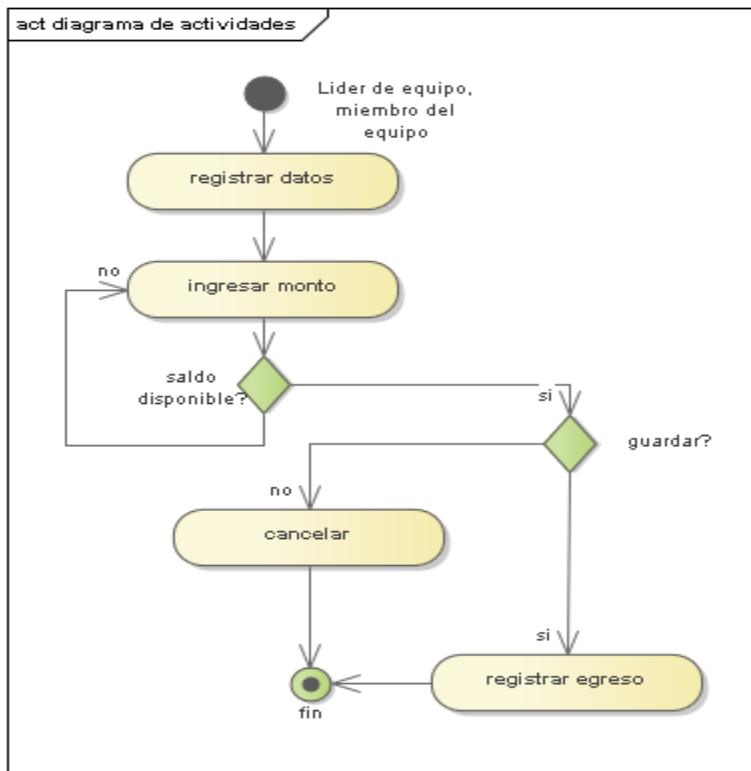 act diagrama de actividades
Lider de equipo,
miembro del
equipo
registrar datos
no
ingresar monto
saldo
disponible?
si
guardar?
no
cancelar
si
registrar egreso
fin